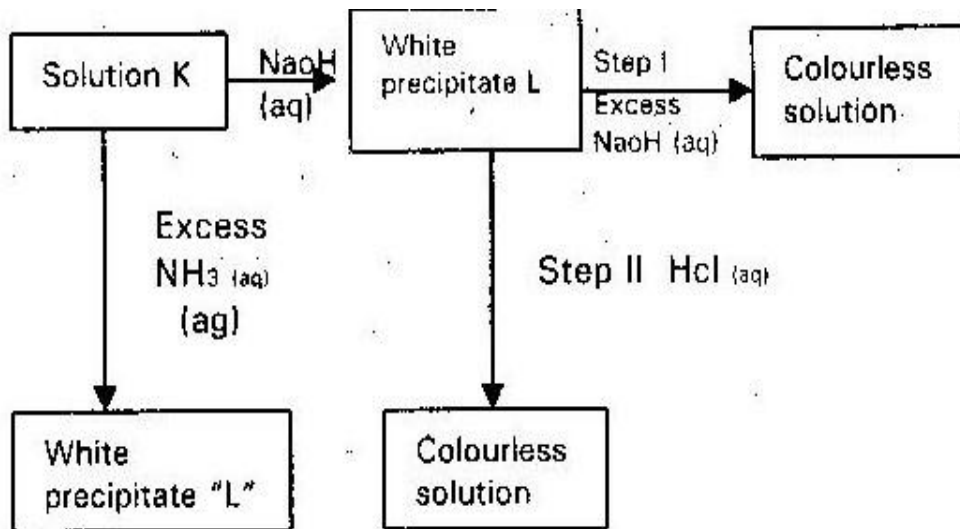 Solution K
NaoH
(aq)
White
precipitate L
Step I
Excess
NaoH (aq)
Colourless
solution
Excess
NH3 (aq)
(ag)
Step II Hcl (aq)
White
precipitate "L"
Colourless
solution